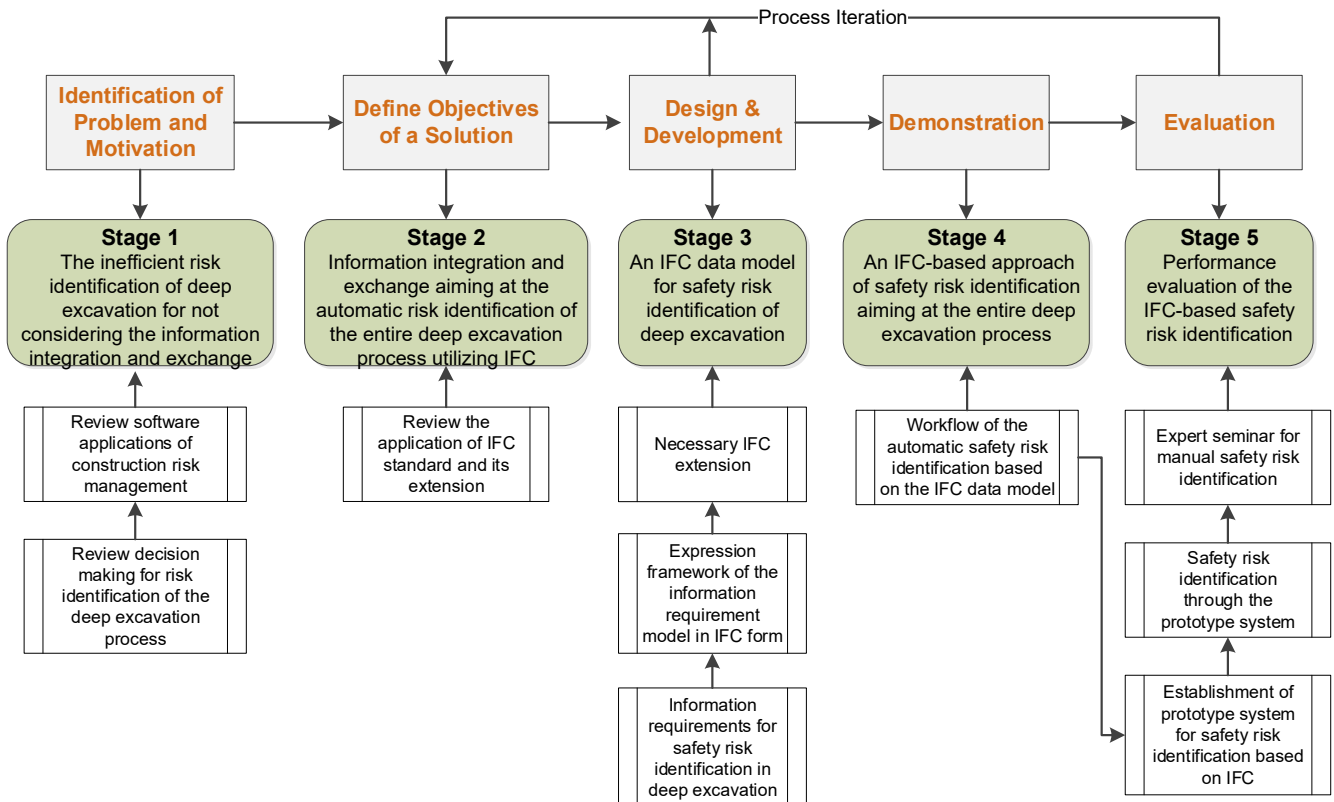 Process Iteration
Identification of
Problem and
Motivation
Define Objectives
of a Solution
Design &
Development
Demonstration
Evaluation
Stage 1
The inefficient risk
identification of deep
excavation for not
considering the information
integration and exchange
Stage 2
Information integration and
exchange aiming at the
automatic risk identification of
the entire deep excavation
process utilizing IFC
Stage 3
An IFC data model
for safety risk
identification of
deep excavation
Stage 4
An IFC-based approach
of safety risk identification
aiming at the entire deep
excavation process
Stage 5
Performance
evaluation of the
IFC-based safety
risk identification
Review software
applications of
construction risk
management
Review the
application of IFC
standard and its
extension
Necessary IFC
extension
Workflow of the
automatic safety risk
identification based
on the IFC data model
Expert seminar for
manual safety risk
identification
Review decision
making for risk
identification of the
deep excavation
process
Expression
framework of the
information
requirement
model in IFC form
Safety risk
identification
through the
prototype system
Information
requirements for
safety risk
identification in
deep excavation
Establishment of
prototype system
for safety risk
identification based
on IFC